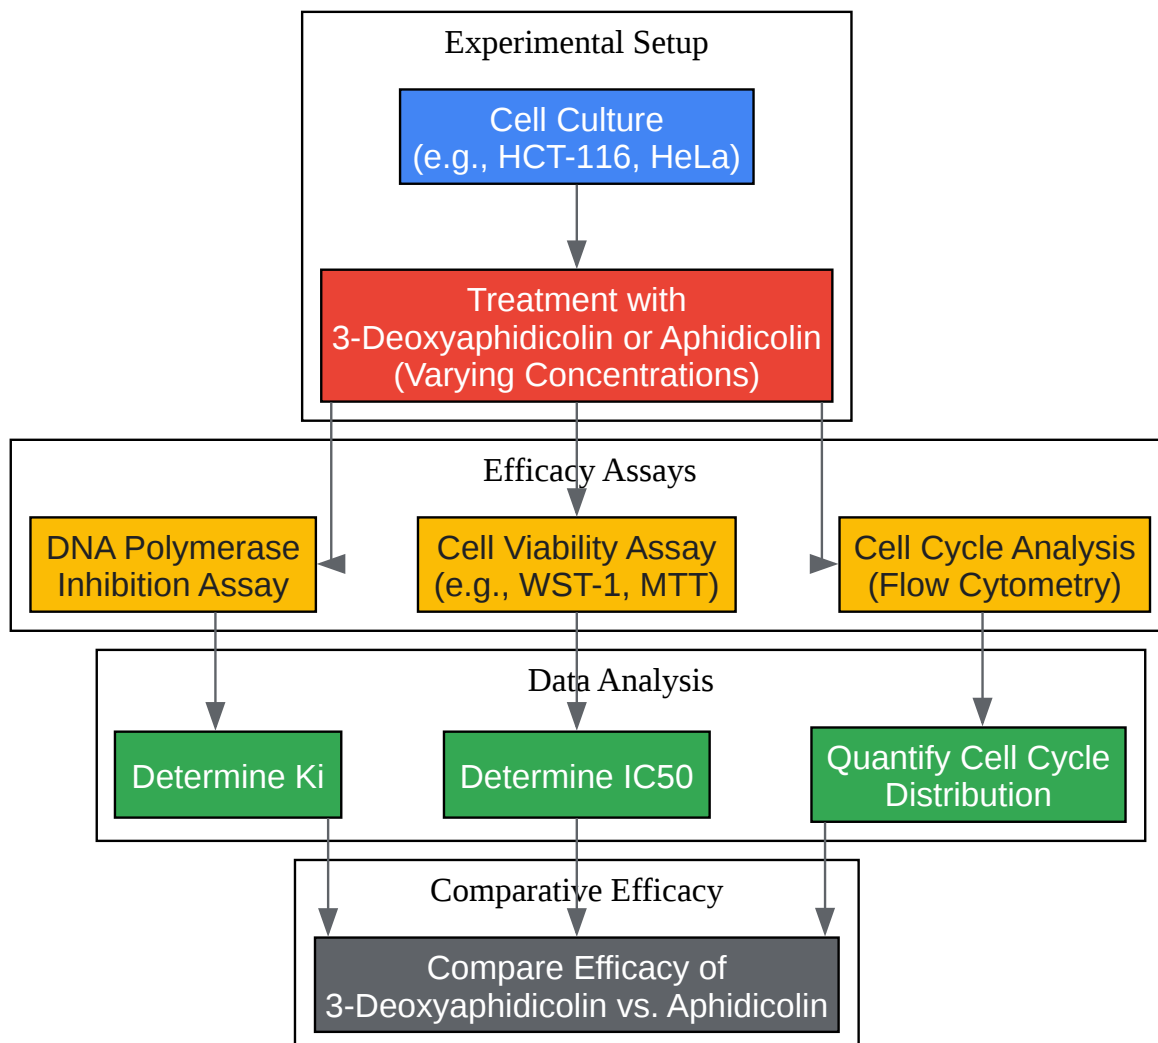 Experimental Setup
Cell Culture
(e.g., HCT-116, HeLa)
Treatment with
3-Deoxyaphidicolin or Aphidicolin
(Varying Concentrations)
Efficacy Assays
DNA Polymerase
Inhibition Assay
Cell Viability Assay
(e.g., WST-1, MTT)
Cell Cycle Analysis
(Flow Cytometry)
Data Analysis
Determine Ki
Determine IC50
Quantify Cell Cycle
Distribution
Comparative Efficacy
Compare Efficacy of
3-Deoxyaphidicolin vs. Aphidicolin